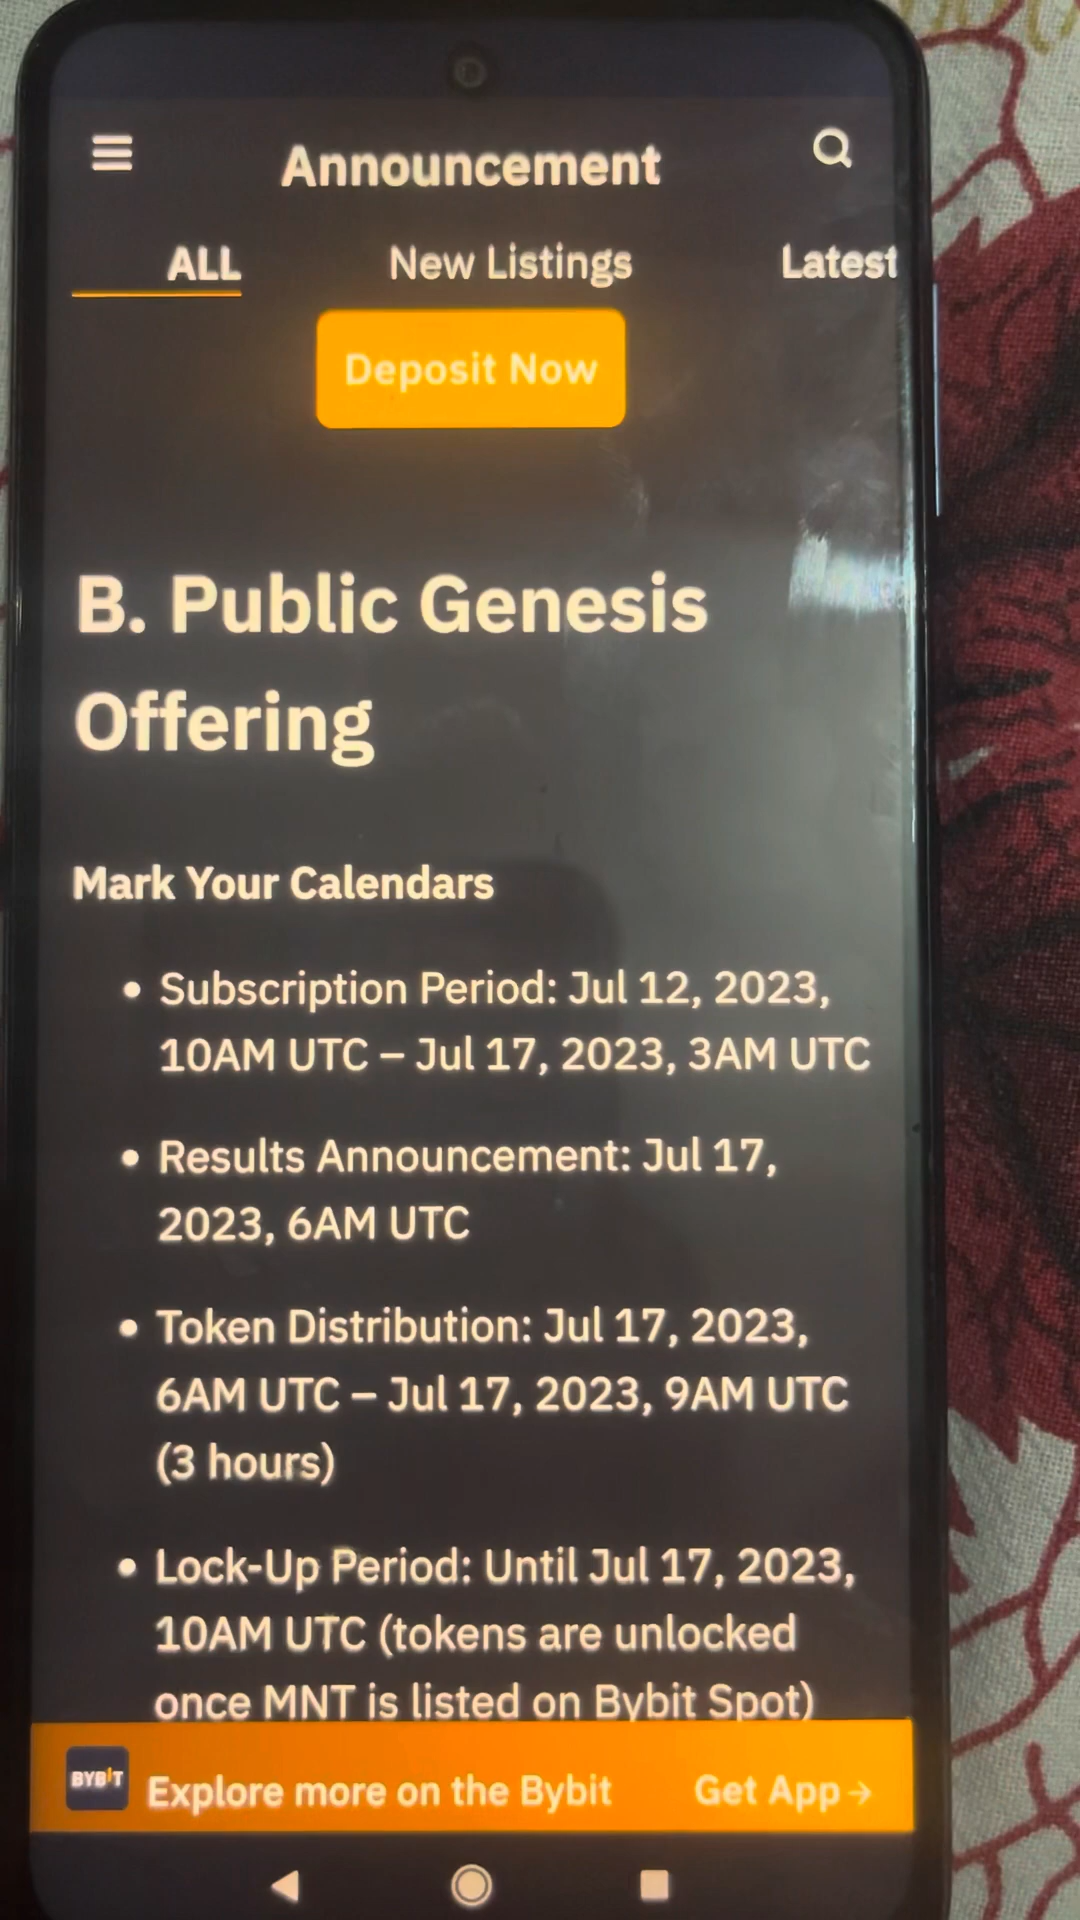 Announcement
ALL New Listings Latest
Deposit Now
B. Public Genesis
Offering
Mark Your Calendars
• Subscription Period: Jul 12, 2023,
10AM UTC – Jul 17, 2023, 3AM UTC
• Results Announcement: Jul 17,
2023, 6AM UTC
• Token Distribution: Jul 17, 2023,
6AM UTC – Jul 17, 2023, 9AM UTC
(3 hours)
• Lock-Up Period: Until Jul 17, 2023,
10AM UTC (tokens are unlocked
once MNT is listed on Bybit Spot)
BYBIT Explore more on the Bybit Get App→